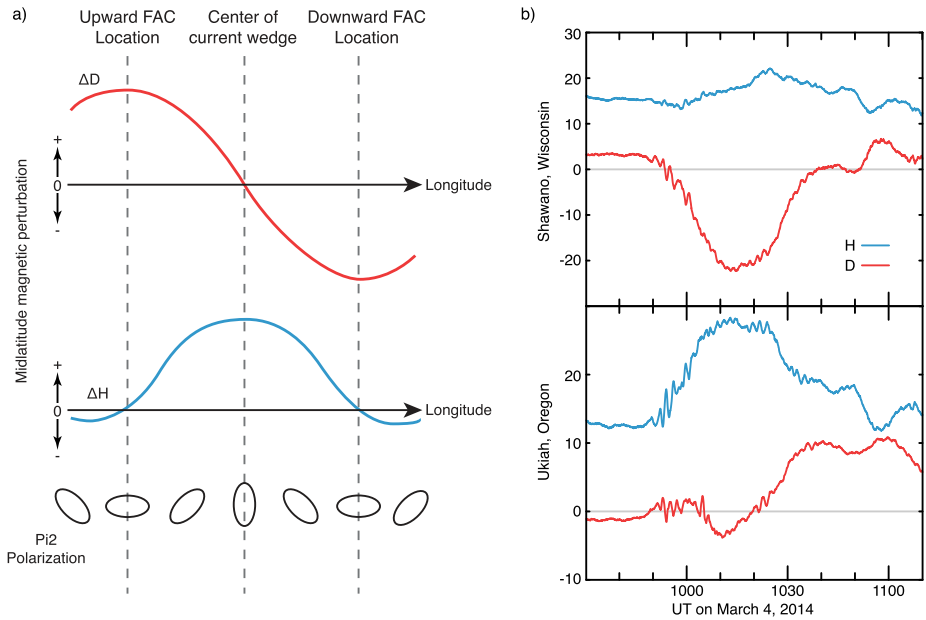 a)
Upward FAC
Location
Center of
current wedge
Downward FAC
Location
ΔD
+
0
-
Longitude
Midlatitude magnetic perturbation
ΔH
+
0
-
Longitude
Pi2
Polarization
b)
30
20
10
0
-10
-20
Shawano, Wisconsin
H
D
20
10
0
-10
Ukiah, Oregon
1000
1030
1100
UT on March 4, 2014